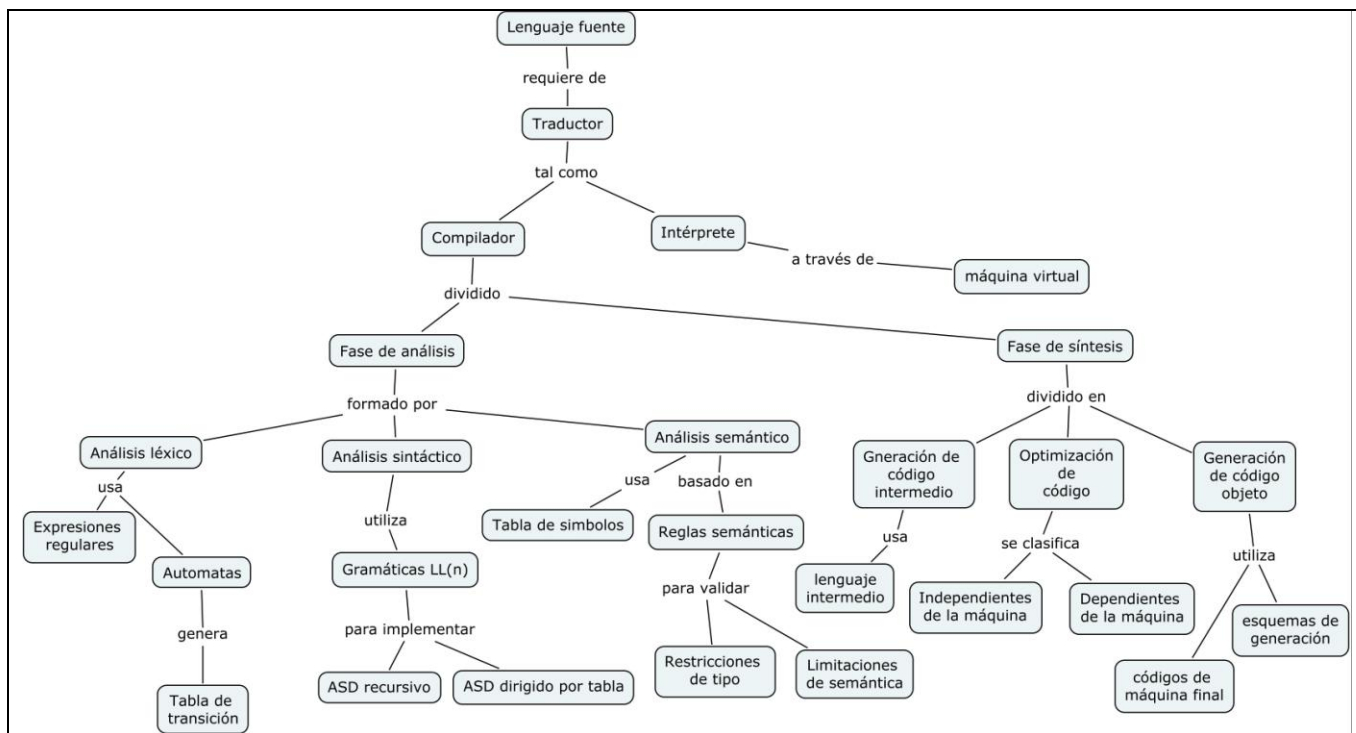 Lenguaje fuente
requiere de
Traductor
tal como
Compilador
Intérprete
a través de
máquina virtual
dividido
Fase de análisis
Fase de síntesis
formado por
dividido en
Análisis léxico
Análisis sintáctico
Análisis semántico
Gneración de
código
intermedio
Optimización
de
código
Generación
de código
objeto
usa
utiliza
usa
basado en
Expresiones
regulares
Automatas
Gramáticas LL(n)
Tabla de simbolos
Reglas semánticas
usa
se clasifica
utiliza
genera
para implementar
para validar
lenguaje
intermedio
Independientes
de la máquina
Dependientes
de la máquina
esquemas de
generación
Tabla de
transición
ASD recursivo
ASD dirigido por tabla
Restricciones
de tipo
Limitaciones
de semántica
códigos de
máquina final